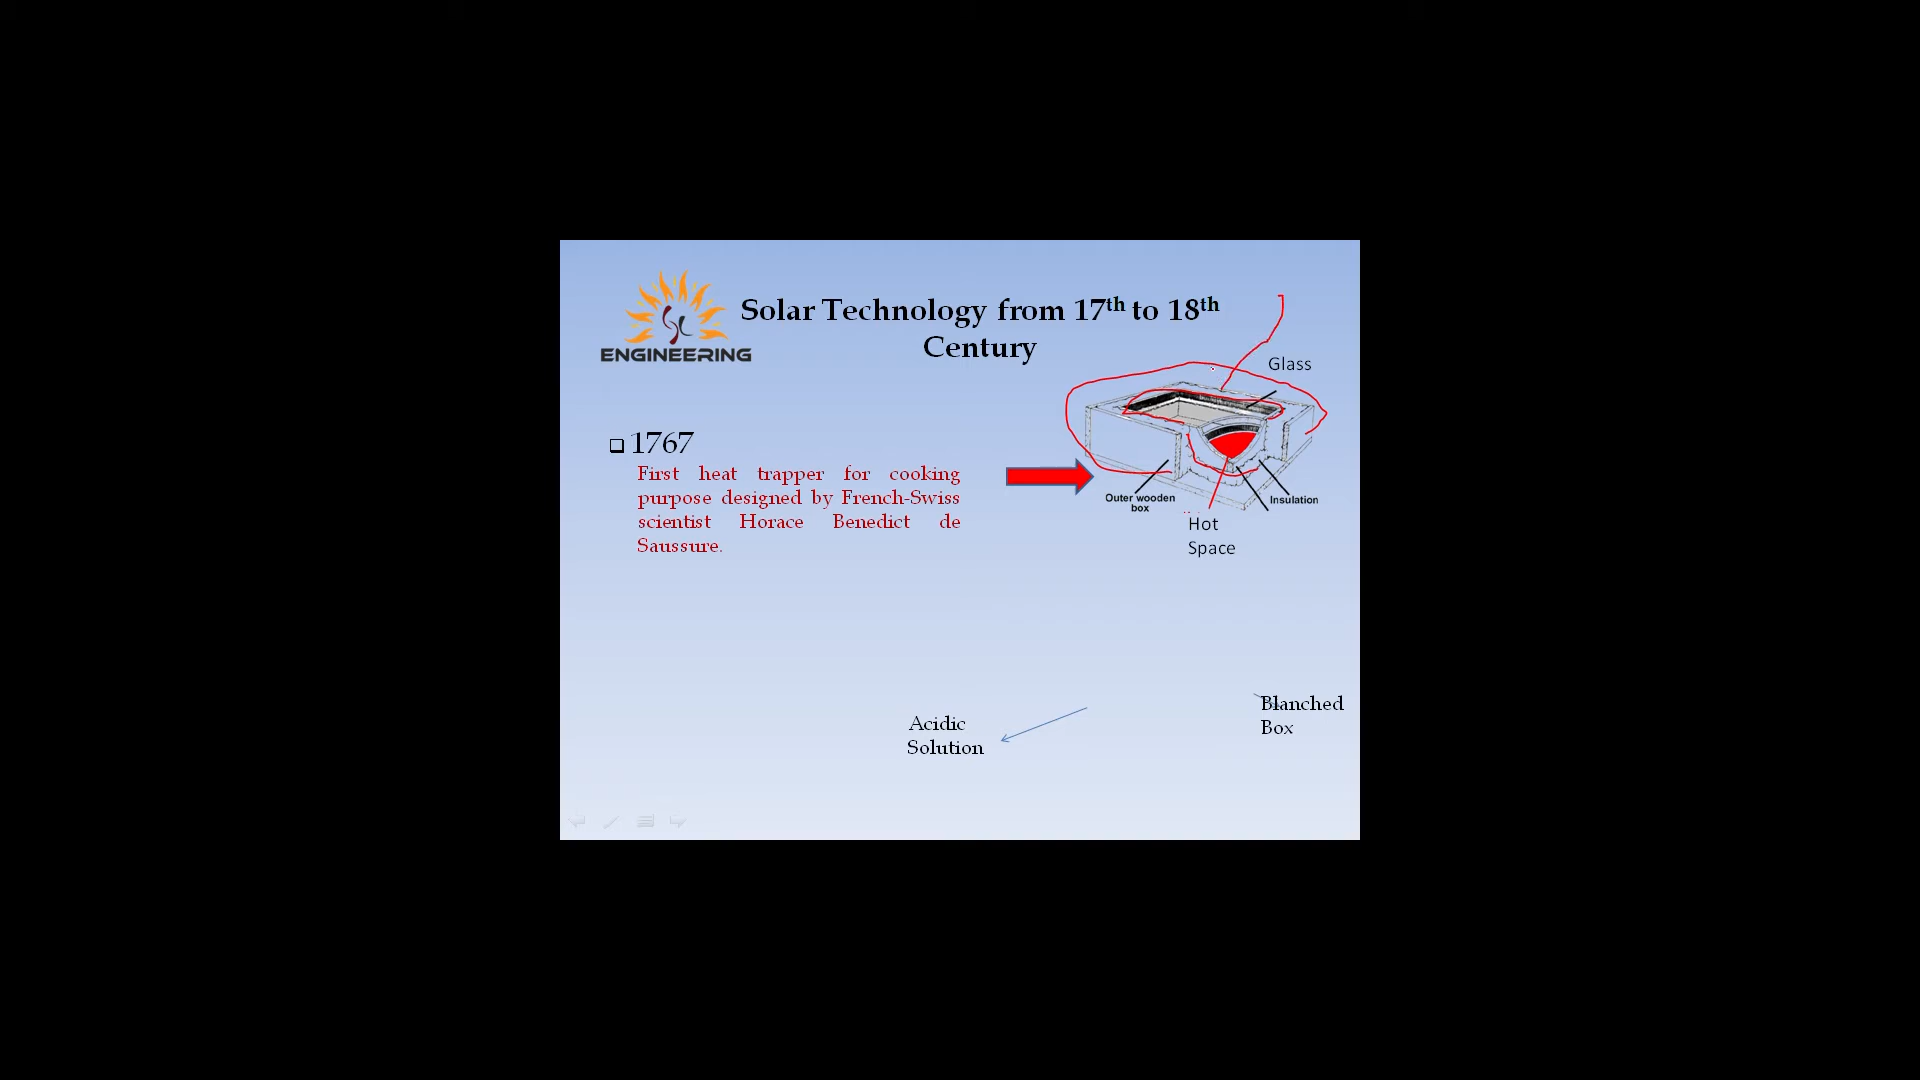 Solar Technology from 17th to 18th
Century
ENGINEERING
Glass
❑ 1767
First heat trapper for cooking
purpose designed by French-Swiss
scientist Horace Benedict de
Saussure.
Outer wooden
box
Insulation
Hot
Space
Blanched
Box
Acidic
Solution